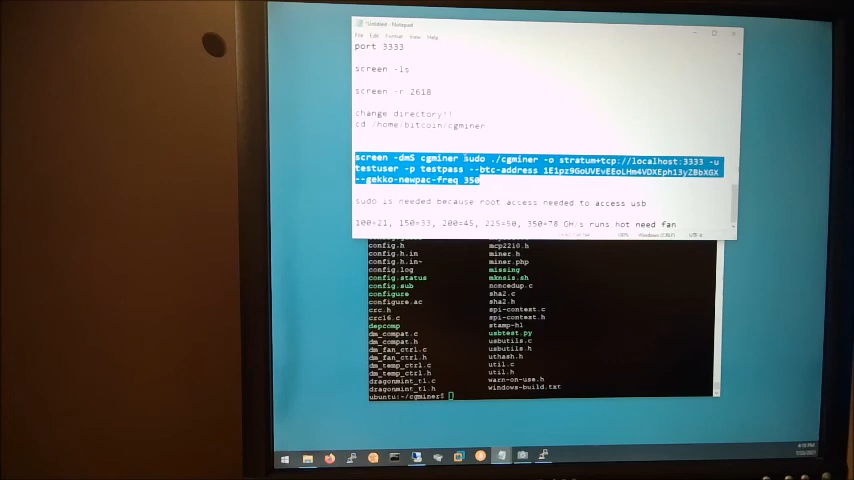 *Untitled - Notepad
File Edit Format View Help
port 3333
screen -ls
screen -r 2618
change directory!!
cd /home/bitcoin/cgminer
screen -dmS cgminer sudo ./cgminer -o stratum+tcp://localhost:3333 -u
testuser -p testpass --btc-address 1E1pz9GoUVEvEEoLHm4VDXEph13yZBbXGX
--gekko-newpac-freq 350
sudo is needed because root access needed to access usb
100=21, 150=33, 200=45, 225=50, 350=78 GH/s runs hot need fan
100% Windows (CRLF) UTF-8
config.h mcp2210.h
config.h.in miner.h
config.h.in~ miner.php
config.log missing
config.status mknsis.sh
config.sub noncedup.c
configure sha2.c
configure.ac sha2.h
crc.h spi-context.c
crc16.c spi-context.h
depcomp stamp-h1
dm_compat.c usbtest.py
dm_compat.h usbutils.c
dm_fan_ctrl.c usbutils.h
dm_fan_ctrl.h uthash.h
dm_temp_ctrl.c util.c
dm_temp_ctrl.h util.h
dragonmint_t1.c warn-on-use.h
dragonmint_t1.h windows-build.txt
ubuntu:~/cgminer$